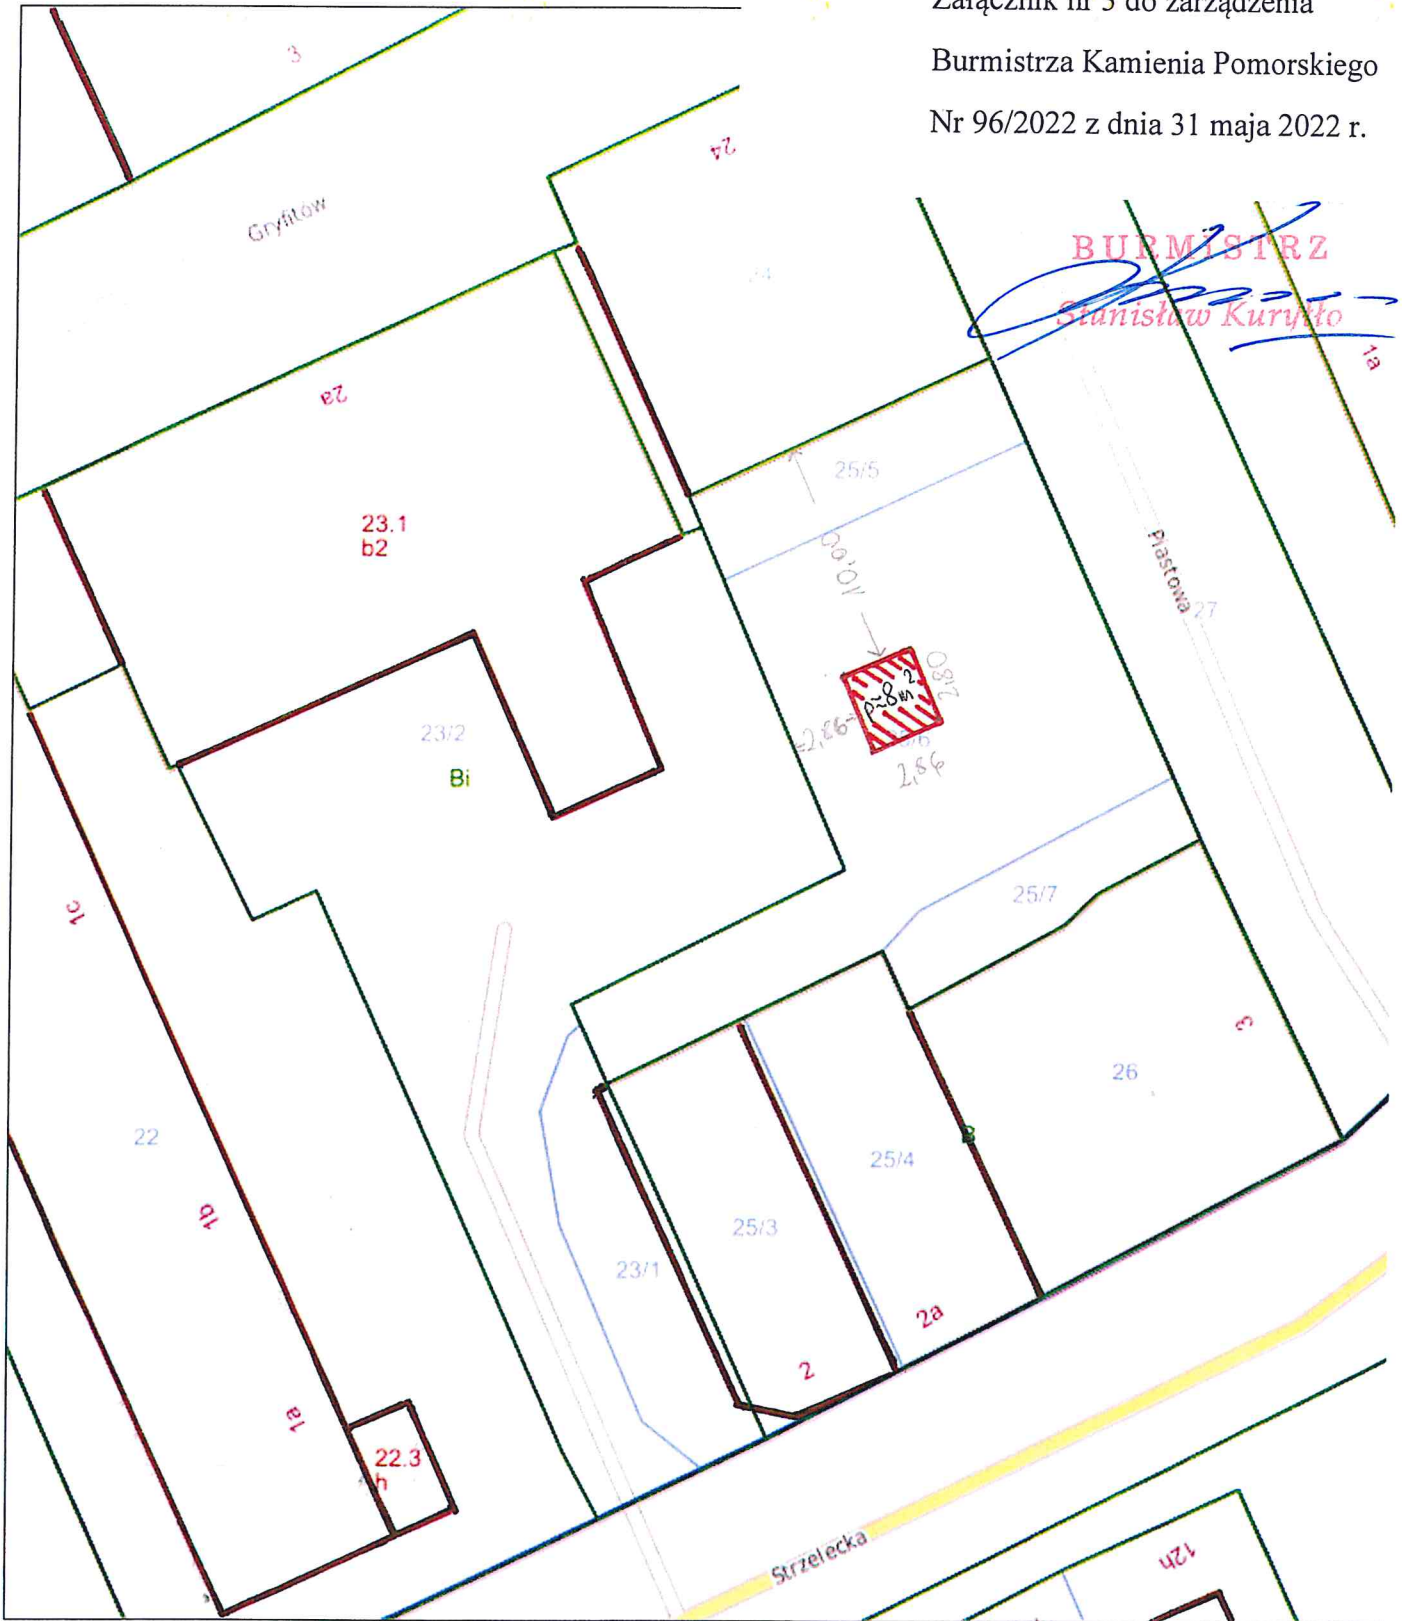 Załącznik nr 3 do zarządzenia
Burmistrza Kamienia Pomorskiego
Nr 96/2022 z dnia 31 maja 2022 r.
BURMISTRZ
Stanisław Kuryłło
3
24
Gryfitów
24
1a
2a
25/5
23.1
b2
10,00
Piastowa
27
2,80
p≈8m²
=2,86
2,86
23/2
Bi
25/7
1c
3
26
22
B
25/4
1b
25/3
23/1
2a
2
1a
22.3
h
Strzelecka
12h